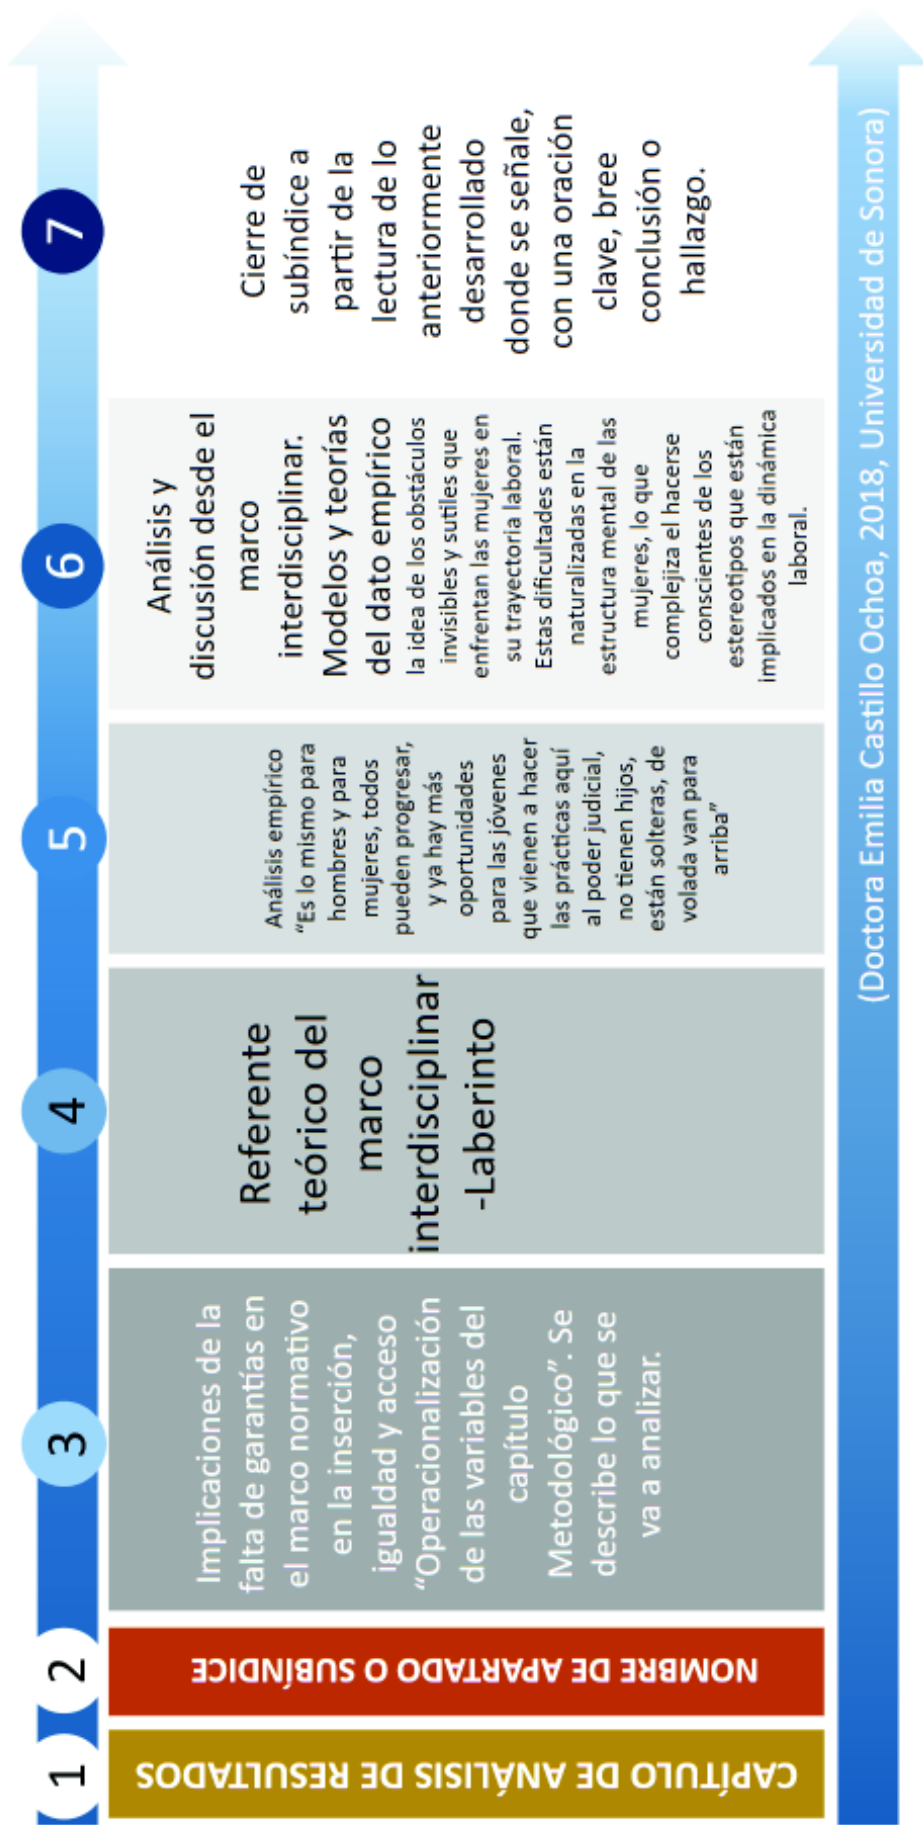 1
CAPÍTULO DE ANÁLISIS DE RESULTADOS
2
NOMBRE DE APARTADO O SUBÍNDICE
3
Implicaciones de la
falta de garantías en
el marco normativo
en la inserción,
igualdad y acceso
“Operacionalización
de las variables del
capítulo
Metodológico”. Se
describe lo que se
va a analizar.
4
Referente
teórico del
marco
interdisciplinar
-Laberinto
5
Análisis empírico
“Es lo mismo para
hombres y para
mujeres, todos
pueden progresar,
y ya hay más
oportunidades
para las jóvenes
que vienen a hacer
las prácticas aquí
al poder judicial,
no tienen hijos,
están solteras, de
volada van para
arriba”
6
Análisis y
discusión desde el
marco
interdisciplinar.
Modelos y teorías
del dato empírico
la idea de los obstáculos
invisibles y sutiles que
enfrentan las mujeres en
su trayectoria laboral.
Estas dificultades están
naturalizadas en la
estructura mental de las
mujeres, lo que
complejiza el hacerse
conscientes de los
estereotipos que están
implicados en la dinámica
laboral.
7
Cierre de
subíndice a
partir de la
lectura de lo
anteriormente
desarrollado
donde se señale,
con una oración
clave, bree
conclusión o
hallazgo.
(Doctora Emilia Castillo Ochoa, 2018, Universidad de Sonora)